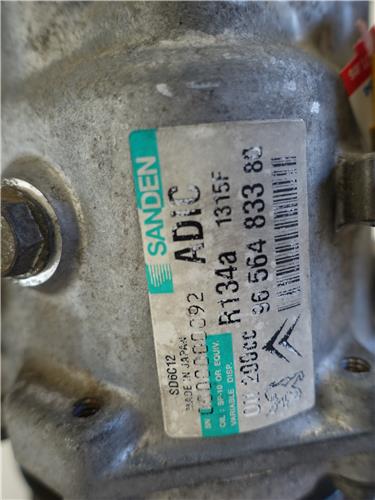 SANDEN
ADIC
1315F
R134a
96 564 833 80
SD6C12
MADE IN JAPAN
SN
OIL : SP-10 OR EQUIV.
200cc
VARIABLE DISP.